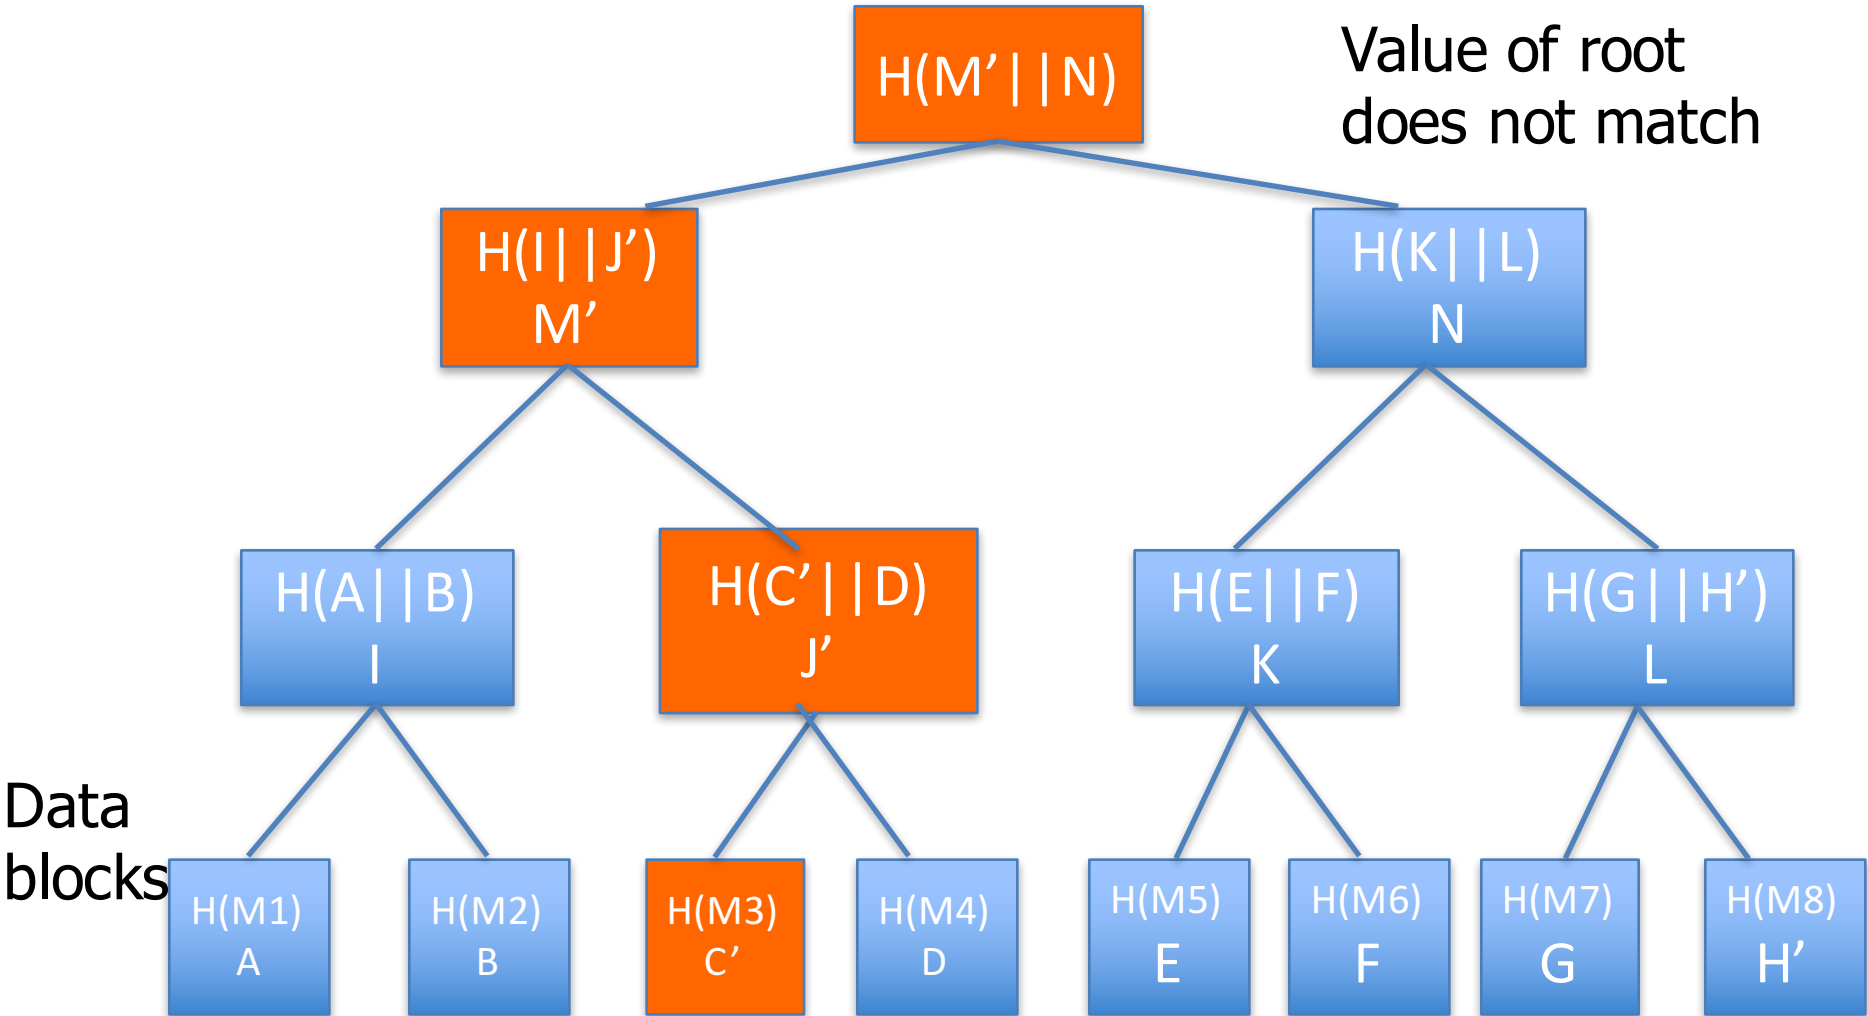 H(M’||N)
Value of root
does not match
H(I||J’)
M’
H(K||L)
N
H(A||B)
I
H(C’||D)
J’
H(E||F)
K
H(G||H’)
L
Data
blocks
H(M1)
A
H(M2)
B
H(M3)
C’
H(M4)
D
H(M5)
E
H(M6)
F
H(M7)
G
H(M8)
H’